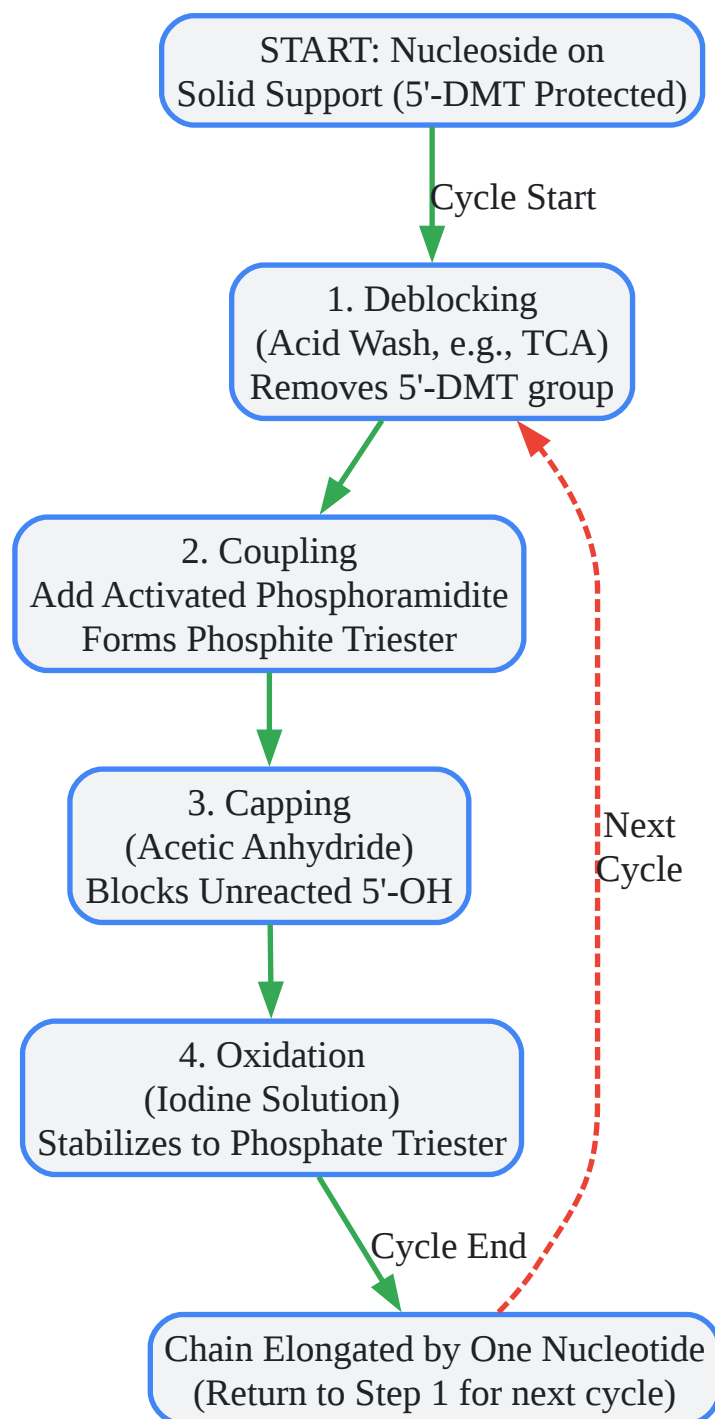 START: Nucleoside on
Solid Support (5'-DMT Protected)
Cycle Start
1. Deblocking
(Acid Wash, e.g., TCA)
Removes 5'-DMT group
2. Coupling
Add Activated Phosphoramidite
Forms Phosphite Triester
3. Capping
(Acetic Anhydride)
Blocks Unreacted 5'-OH
Next
Cycle
4. Oxidation
(Iodine Solution)
Stabilizes to Phosphate Triester
Cycle End
Chain Elongated by One Nucleotide
(Return to Step 1 for next cycle)